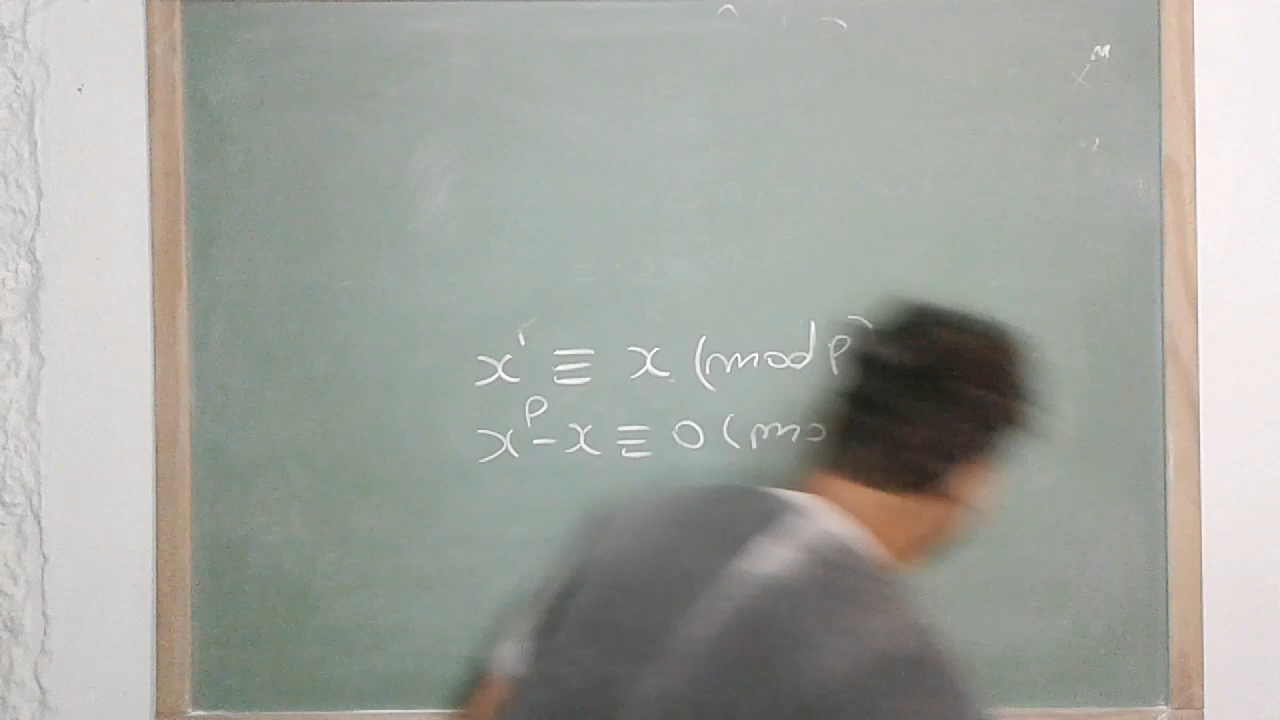 x^m
x' ≡ x (mod p
x^p - x ≡ 0 (mo